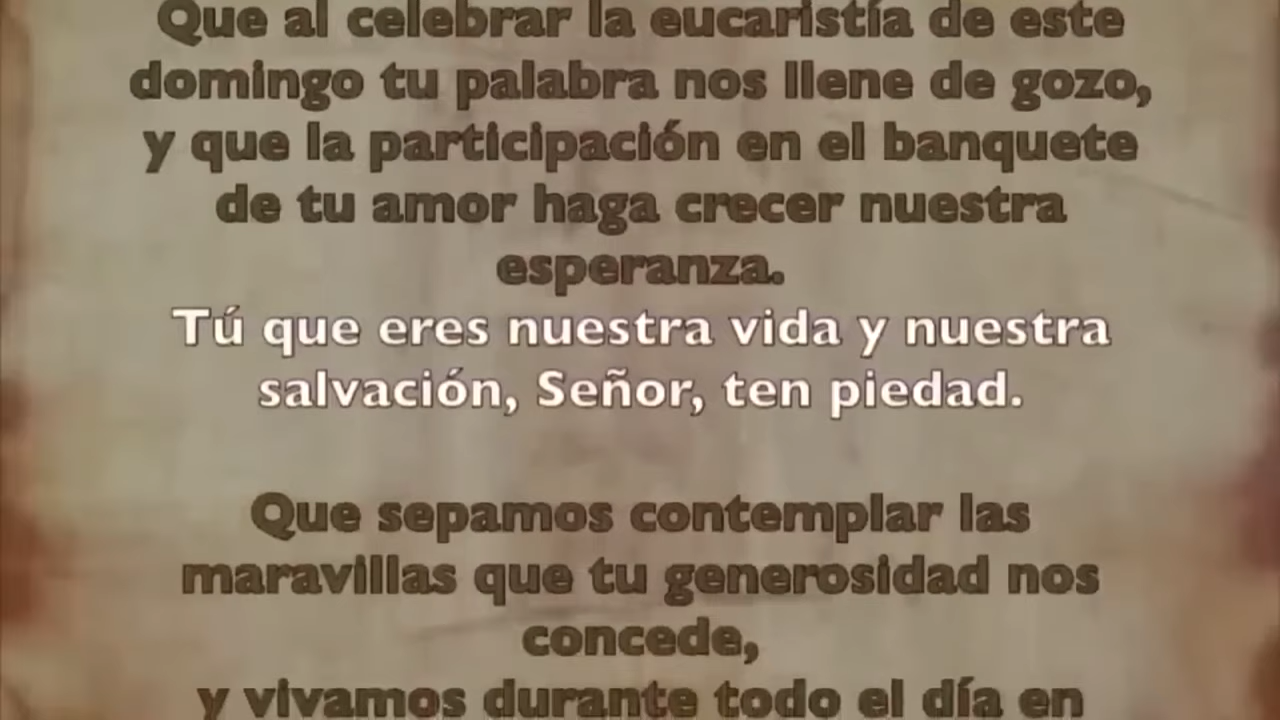 Que al celebrar la eucaristía de este
domingo tu palabra nos llene de gozo,
y que la participación en el banquete
de tu amor haga crecer nuestra
esperanza.
Tú que eres nuestra vida y nuestra
salvación, Señor, ten piedad.
Que sepamos contemplar las
maravillas que tu generosidad nos
concede,
y vivamos durante todo el día en